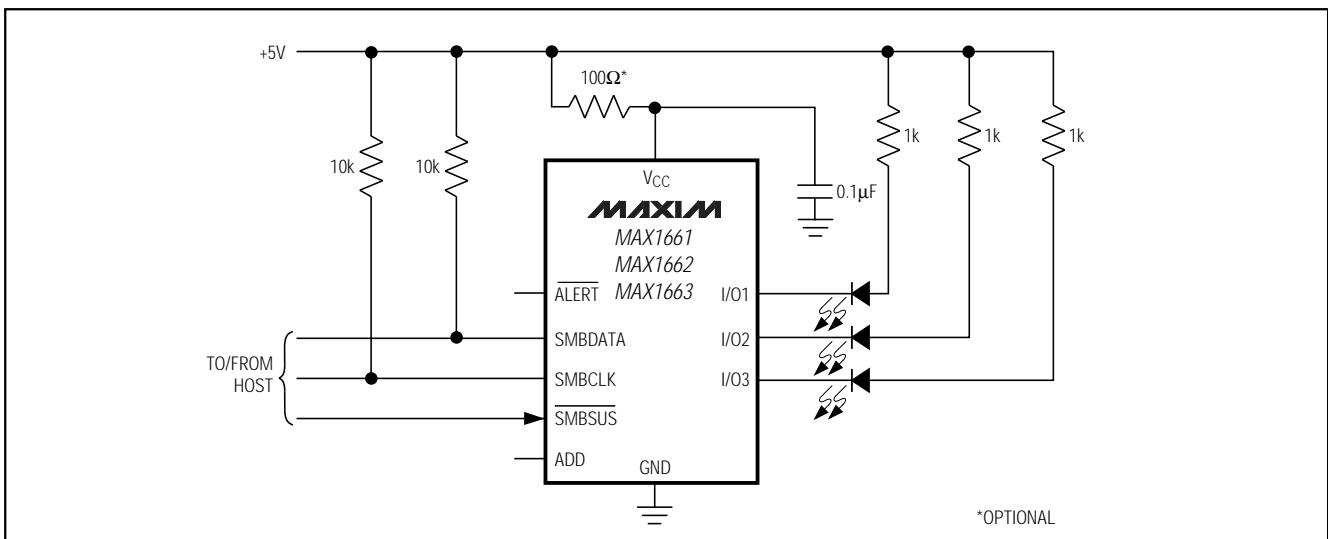 +5V
100Ω*
10k
10k
1k
1k
1k
VCC
0.1µF
MAXIM
MAX1661
MAX1662
MAX1663
ALERT
I/O1
SMBDATA
I/O2
TO/FROM
HOST
SMBCLK
I/O3
SMBSUS
ADD
GND
*OPTIONAL